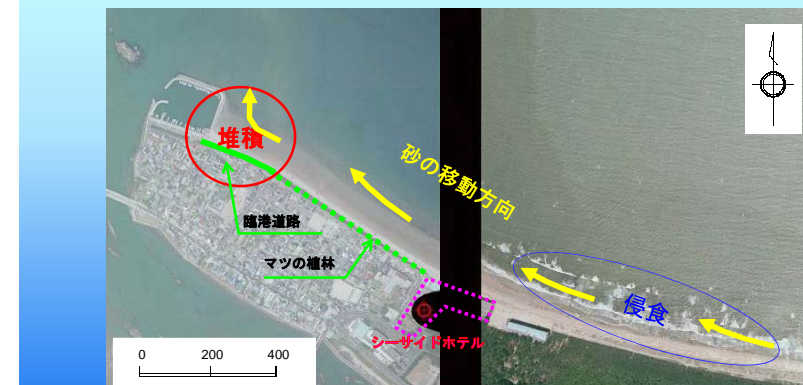 堆積
砂の移動方向
臨港道路
マツの植林
侵食
シーサイドホテル
0 200 400